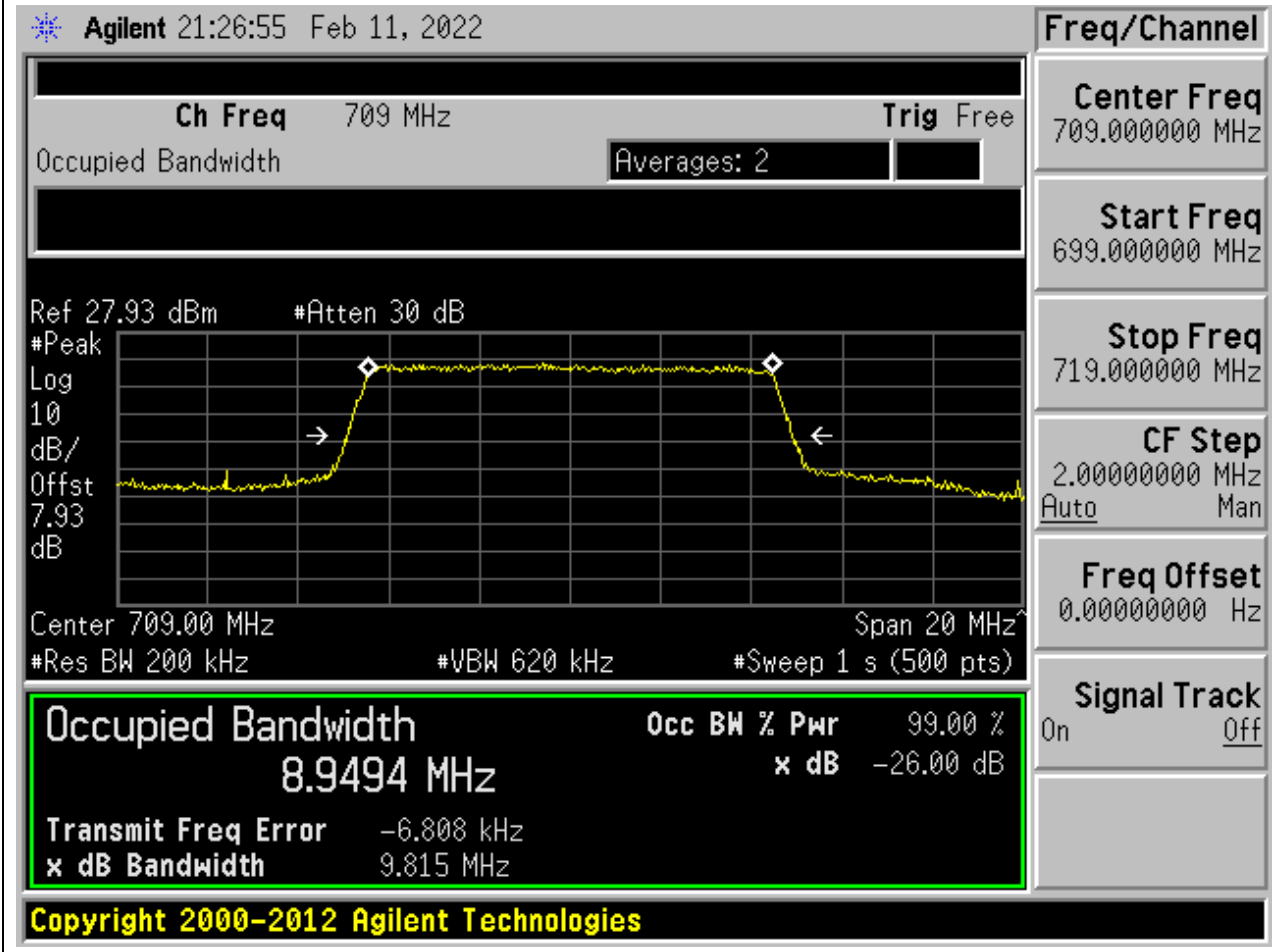 Agilent 21:26:55 Feb 11, 2022
Freq/Channel
Ch Freq 709 MHz Trig Free
Occupied Bandwidth Averages: 2
Center Freq
709.000000 MHz
Start Freq
699.000000 MHz
Stop Freq
719.000000 MHz
CF Step
2.00000000 MHz
Auto Man
Freq Offset
0.00000000 Hz
Signal Track
On Off
Ref 27.93 dBm #Atten 30 dB
#Peak
Log
10
dB/
Offst
7.93
dB
Center 709.00 MHz Span 20 MHz^
#Res BW 200 kHz #VBW 620 kHz #Sweep 1 s (500 pts)
Occupied Bandwidth Occ BW % Pwr 99.00 %
8.9494 MHz x dB -26.00 dB
Transmit Freq Error -6.808 kHz
x dB Bandwidth 9.815 MHz
Copyright 2000-2012 Agilent Technologies